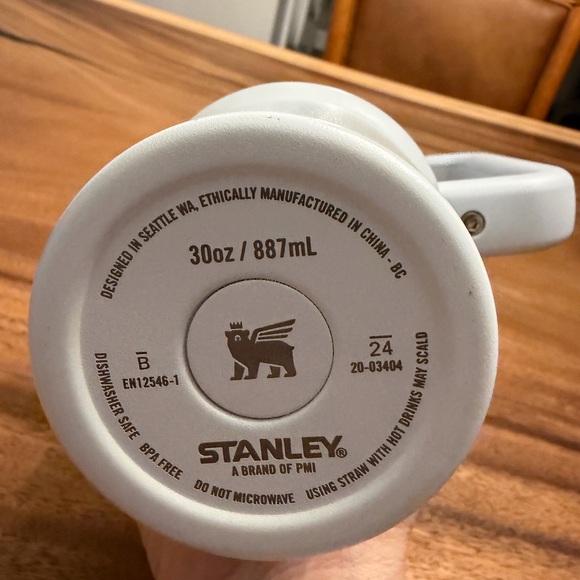 DESIGNED IN SEATTLE WA, ETHICALLY MANUFACTURED IN CHINA - BC
30oz / 887mL
B
EN12546-1
24
20-03404
STANLEY®
A BRAND OF PMI
DISHWASHER SAFE BPA FREE DO NOT MICROWAVE USING STRAW WITH HOT DRINKS MAY SCALD